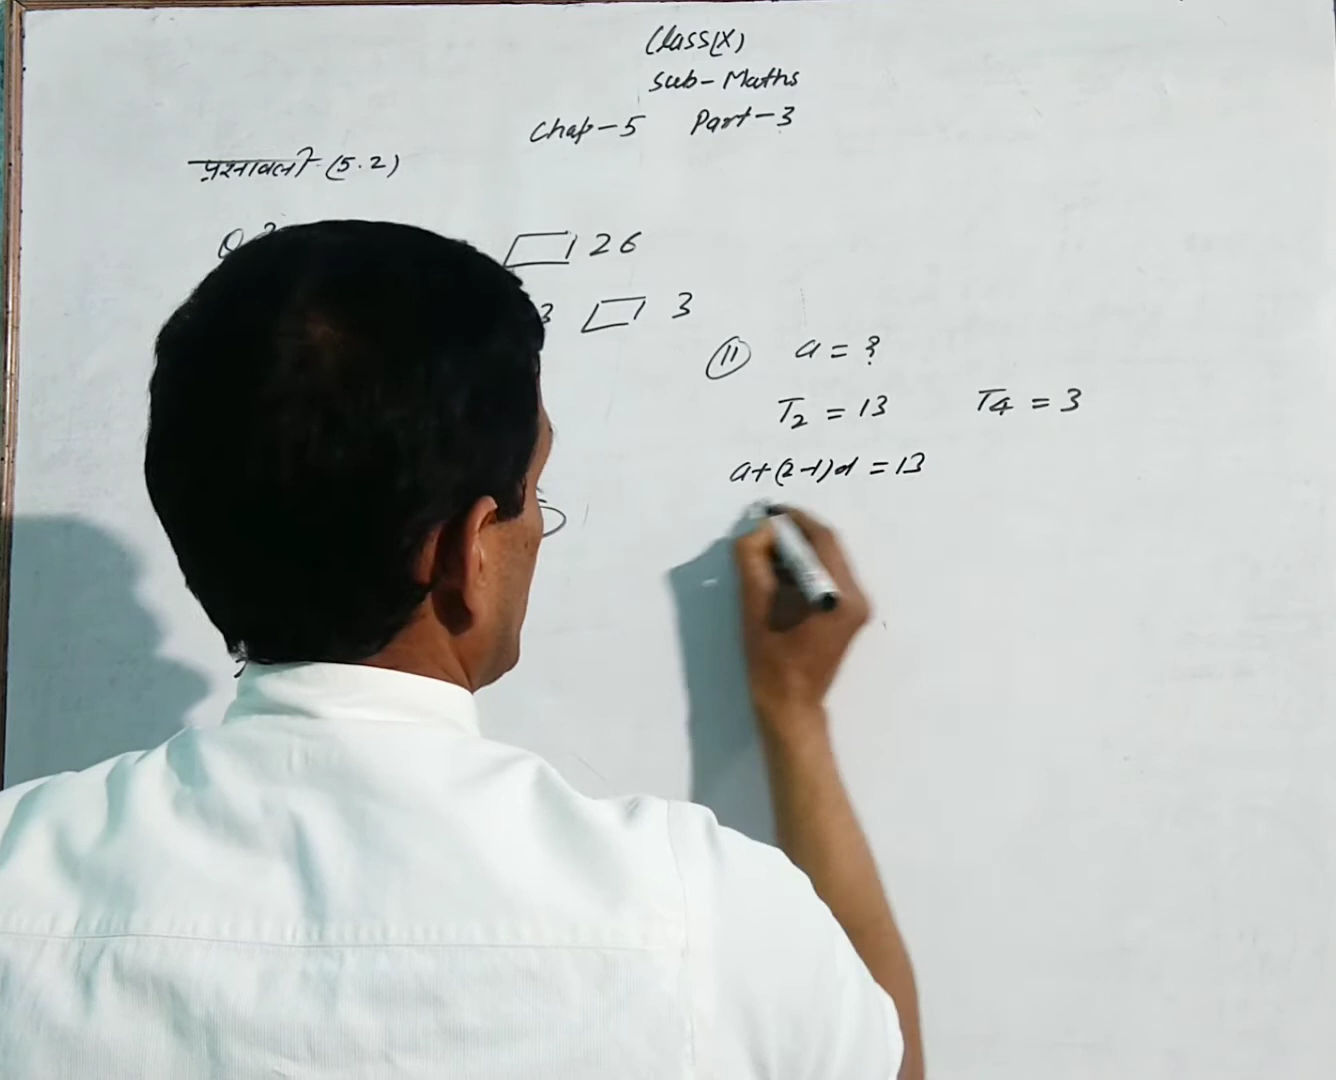 Class(X)
Sub-Maths
Chap-5 Part-3
प्रश्नावली (5.2)
Q 26
3 3
(11) a = ?
T2 = 13 T4 = 3
a+(2-1)d = 13